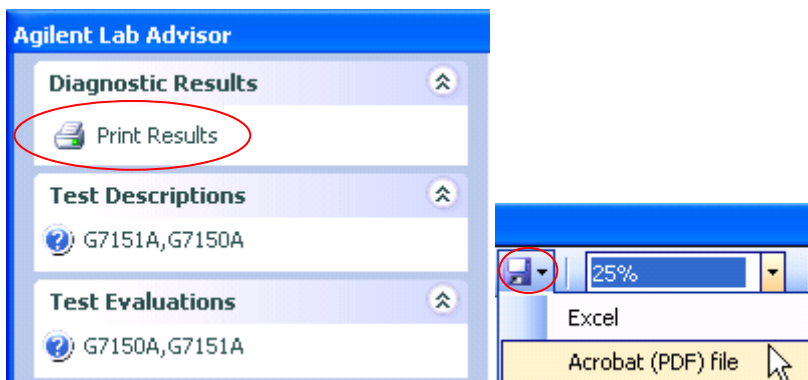 Agilent Lab Advisor
Diagnostic Results
Print Results
Test Descriptions
G7151A,G7150A
Test Evaluations
G7150A,G7151A
25%
Excel
Acrobat (PDF) file